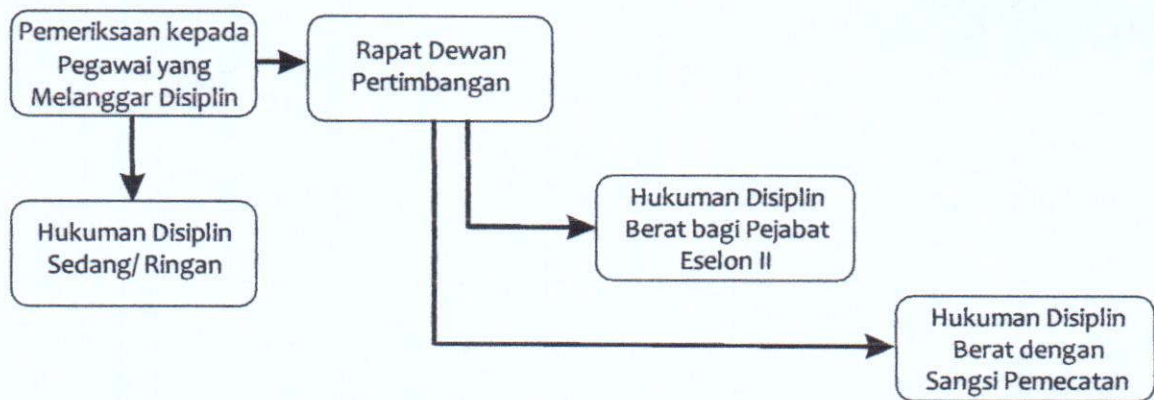 Pemeriksaan kepada
Pegawai yang
Melanggar Disiplin
Rapat Dewan
Pertimbangan
Hukuman Disiplin
Sedang/ Ringan
Hukuman Disiplin
Berat bagi Pejabat
Eselon II
Hukuman Disiplin
Berat dengan
Sangsi Pemecatan